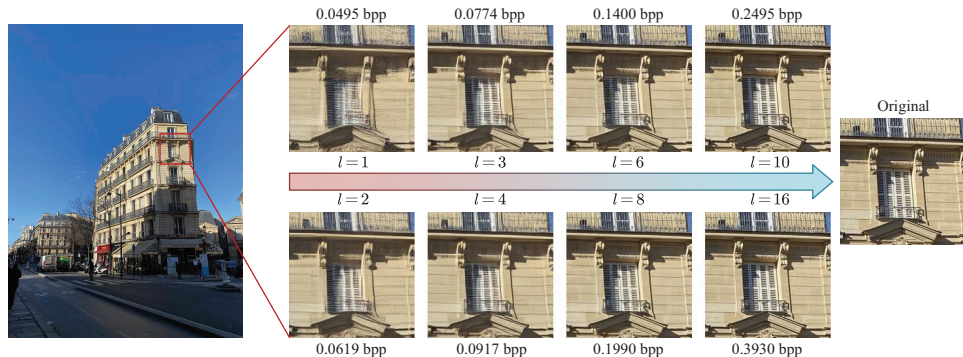 0.0495 bpp 0.0774 bpp 0.1400 bpp 0.2495 bpp
Original
l=1 l=3 l=6 l=10
l=2 l=4 l=8 l=16
0.0619 bpp 0.0917 bpp 0.1990 bpp 0.3930 bpp